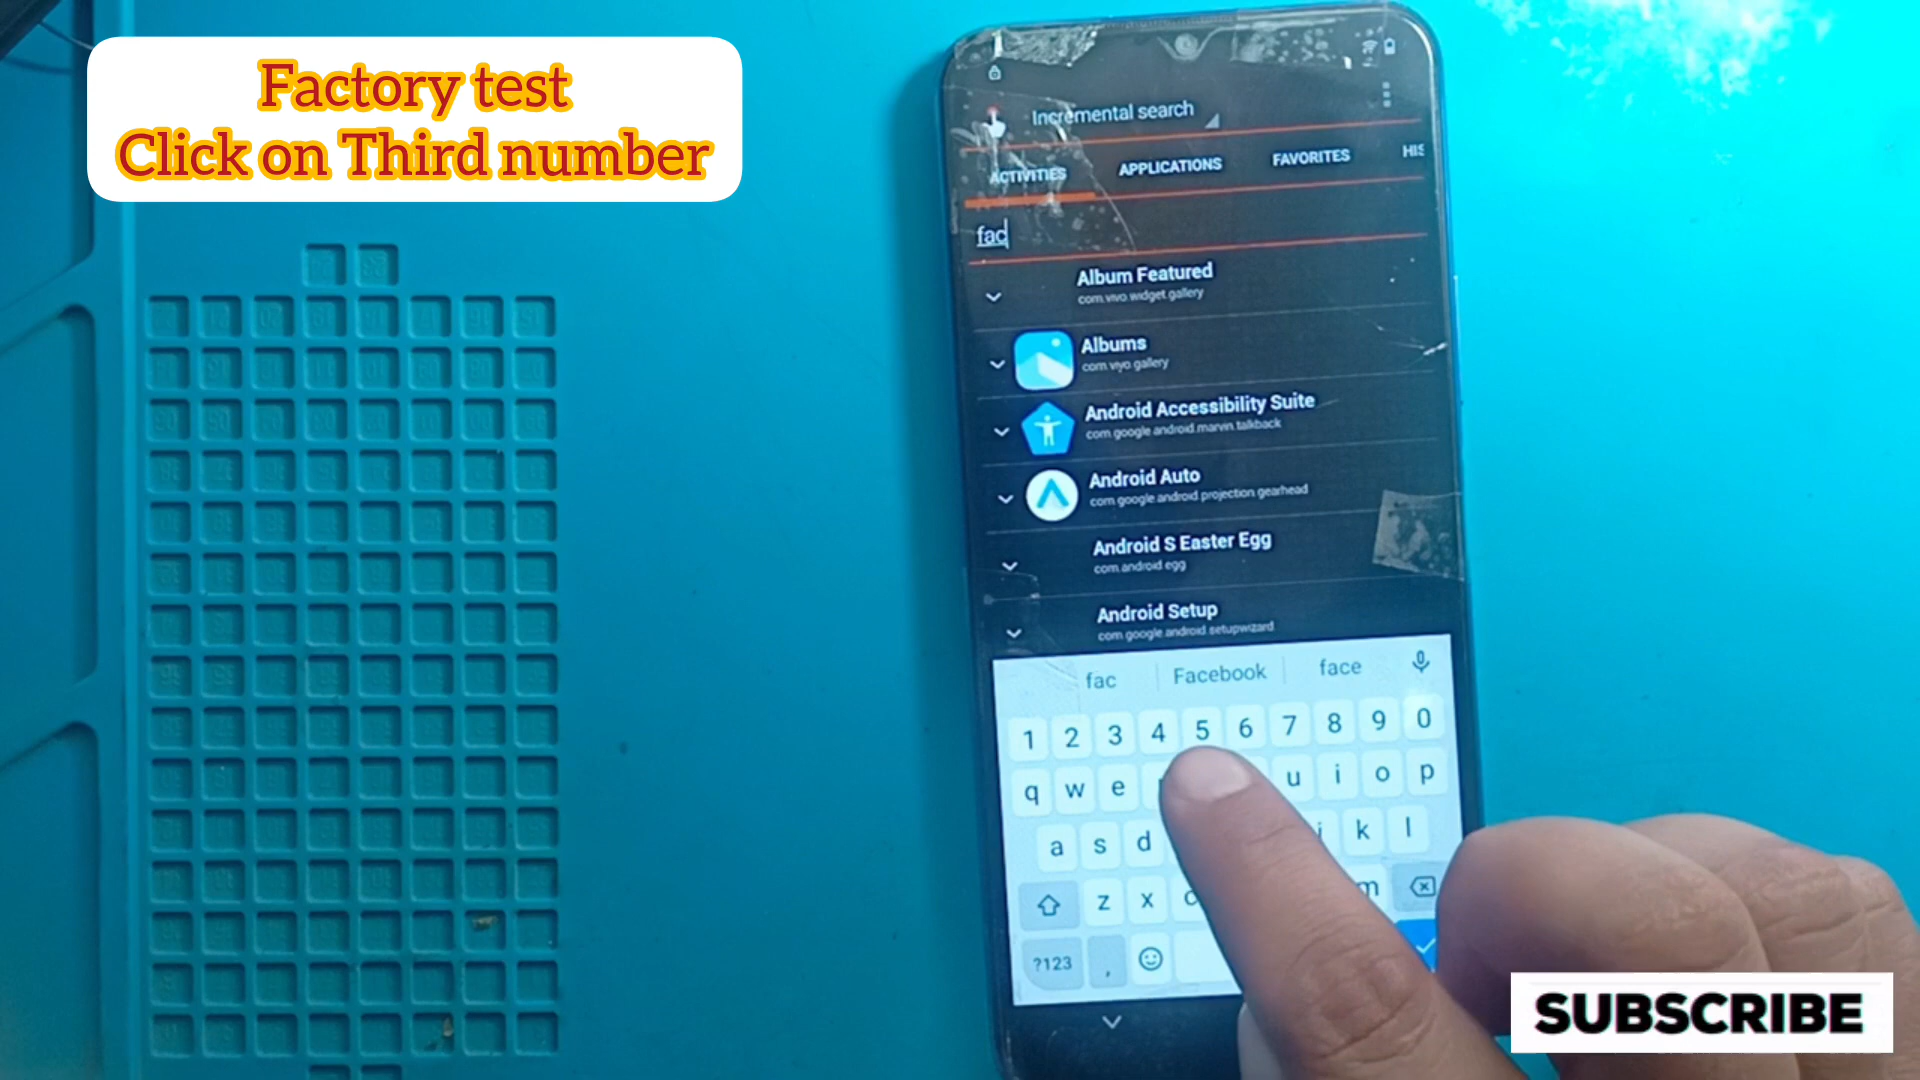 Factory test
Click on Third number
Incremental search
ACTIVITIES APPLICATIONS FAVORITES HIS
fac
Album Featured
com.vivo.widget.gallery
Albums
com.vivo.gallery
Android Accessibility Suite
com.google.android.marvin.talkback
Android Auto
com.google.android.projection.gearhead
Android S Easter Egg
com.android.egg
Android Setup
com.google.android.setupwizard
fac Facebook face
1 2 3 4 5 6 7 8 9 0
q w e u i o p
a s d k l
z x c m
?123 ,
SUBSCRIBE